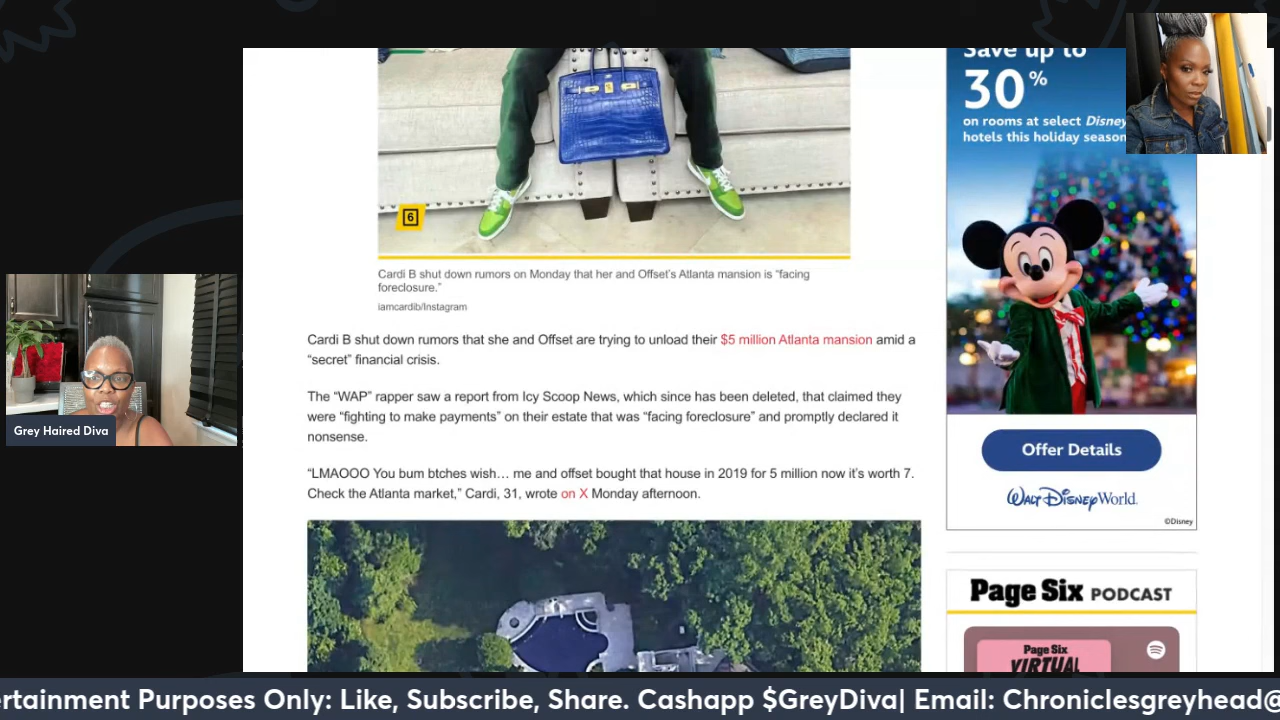 Save up to
30%
on rooms at select Disney
hotels this holiday season
6
Cardi B shut down rumors on Monday that her and Offset's Atlanta mansion is “facing
foreclosure.”
iamcardib/Instagram
Cardi B shut down rumors that she and Offset are trying to unload their $5 million Atlanta mansion amid a
“secret” financial crisis.
The “WAP” rapper saw a report from Icy Scoop News, which since has been deleted, that claimed they
were “fighting to make payments” on their estate that was “facing foreclosure” and promptly declared it
nonsense.
“LMAOOO You bum btches wish… me and offset bought that house in 2019 for 5 million now it’s worth 7.
Check the Atlanta market,” Cardi, 31, wrote on X Monday afternoon.
Offer Details
Walt Disney World.
©Disney
Page Six PODCAST
Page Six
VIRTUAL
Grey Haired Diva
ertainment Purposes Only: Like, Subscribe, Share. Cashapp $GreyDiva| Email: Chroniclesgreyhead@